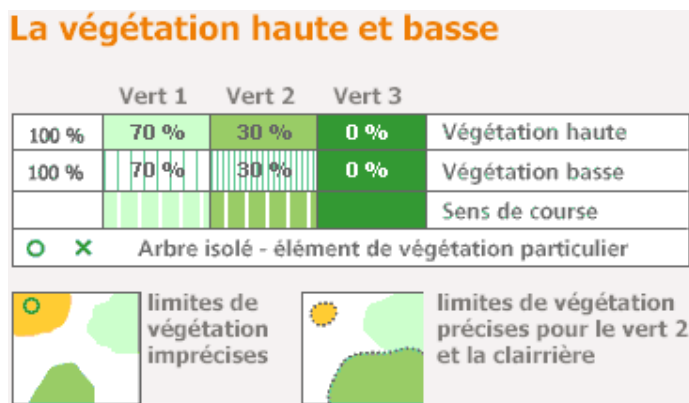 La végétation haute et basse
Vert 1 Vert 2 Vert 3
100 % 70 % 30 % 0 % Végétation haute
100 % 70 % 30 % 0 % Végétation basse
Sens de course
Arbre isolé - élément de végétation particulier
limites de
végétation
imprécises
limites de végétation
précises pour le vert 2
et la clairrière